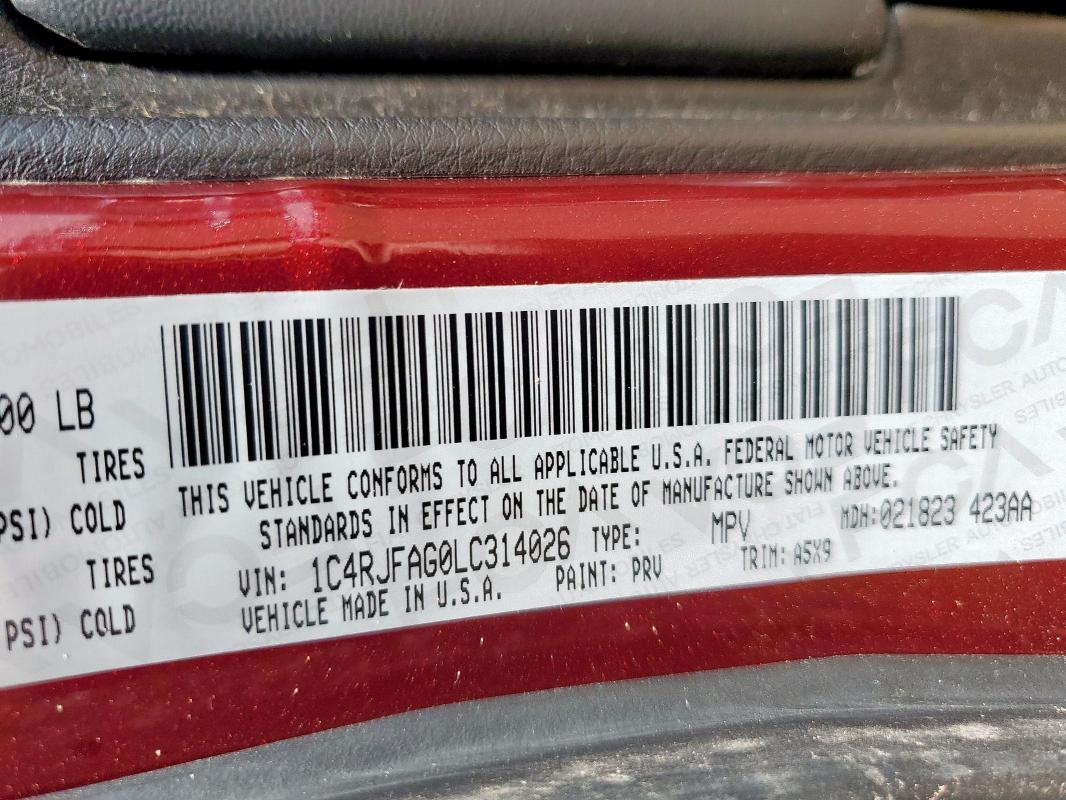 00 LB
TIRES
PSI) COLD
TIRES
PSI) COLD
THIS VEHICLE CONFORMS TO ALL APPLICABLE U.S.A. FEDERAL MOTOR VEHICLE SAFETY
STANDARDS IN EFFECT ON THE DATE OF MANUFACTURE SHOWN ABOVE.
VIN: 1C4RJFAG0LC314026 TYPE: MPV MDH:021823 423AA
VEHICLE MADE IN U.S.A. PAINT: PRV TRIM: A5X9